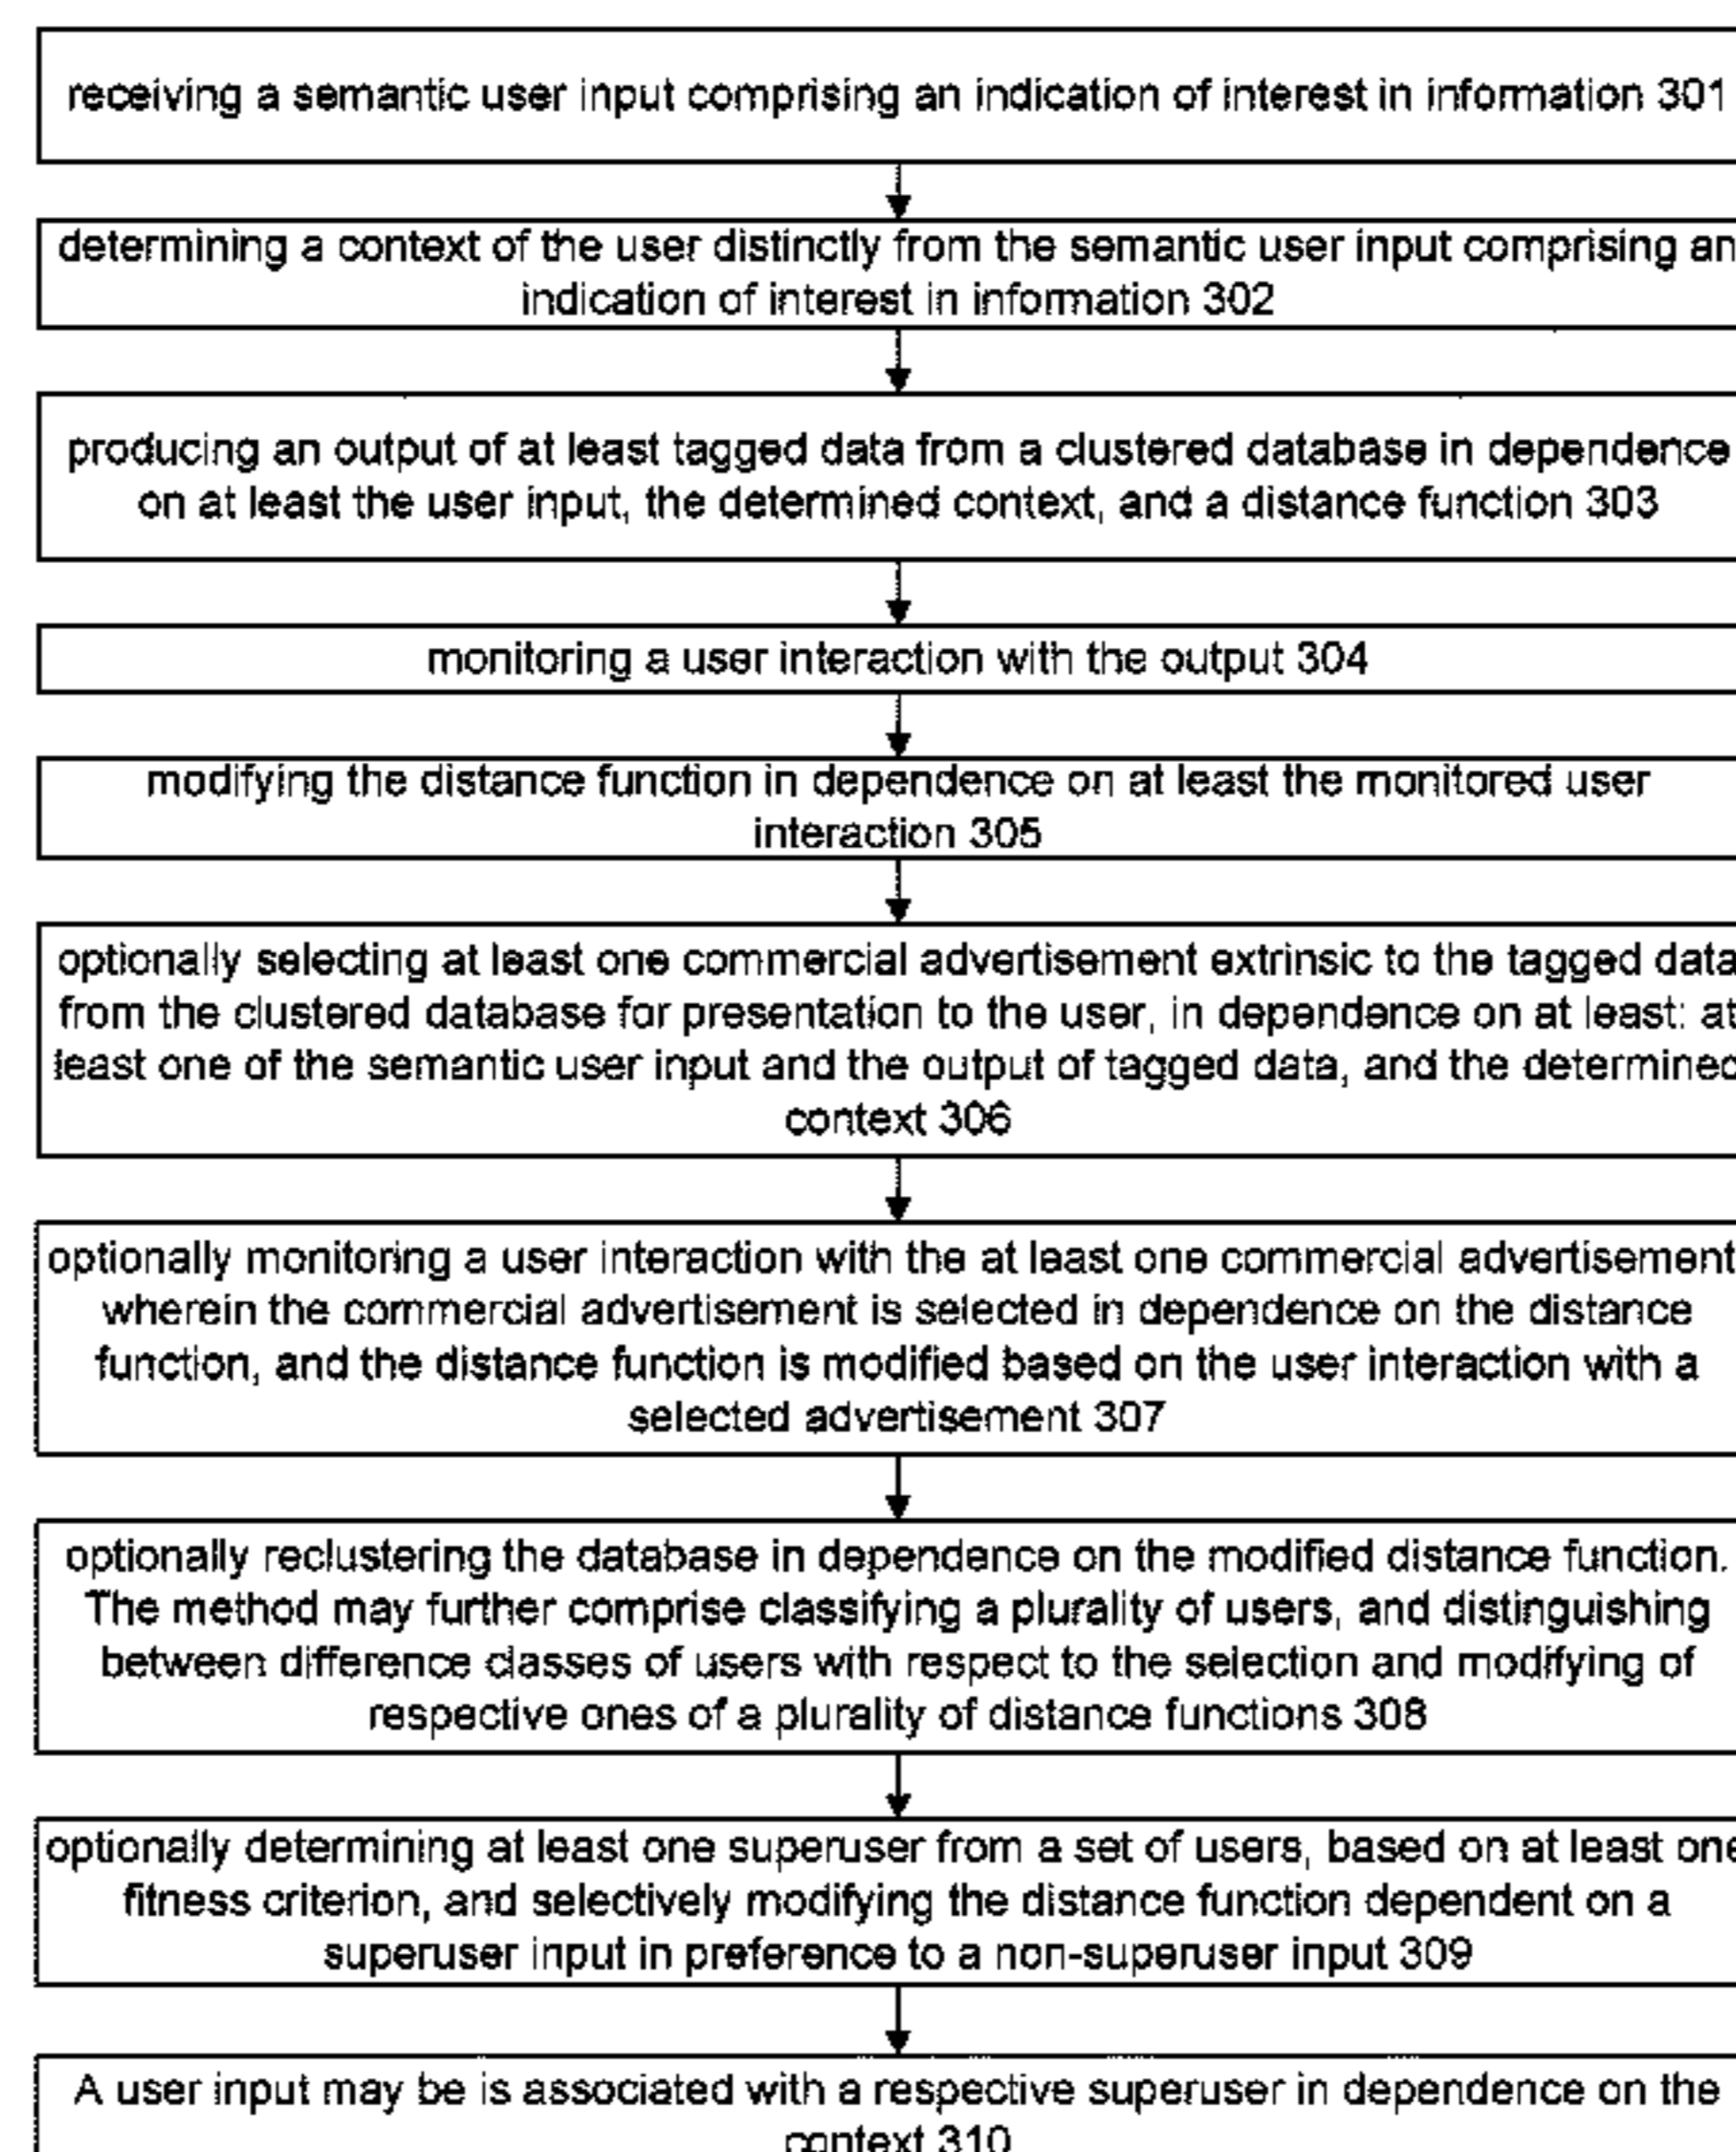 receiving a semantic user input comprising an indication of interest in information 301
determining a context of the user distinctly from the semantic user input comprising an
indication of interest in information 302
producing an output of at least tagged data from a clustered database in dependence
on at least the user input, the determined context, and a distance function 303
monitoring a user interaction with the output 304
modifying the distance function in dependence on at least the monitored user
interaction 305
optionally selecting at least one commercial advertisement extrinsic to the tagged data
from the clustered database for presentation to the user, in dependence on at least: at
least one of the semantic user input and the output of tagged data, and the determined
context 306
optionally monitoring a user interaction with the at least one commercial advertisement
wherein the commercial advertisement is selected in dependence on the distance
function, and the distance function is modified based on the user interaction with a
selected advertisement 307
optionally reclustering the database in dependence on the modified distance function.
The method may further comprise classifying a plurality of users, and distinguishing
between difference classes of users with respect to the selection and modifying of
respective ones of a plurality of distance functions 308
optionally determining at least one superuser from a set of users, based on at least one
fitness criterion, and selectively modifying the distance function dependent on a
superuser input in preference to a non-superuser input 309
A user input may be is associated with a respective superuser in dependence on the
context 310